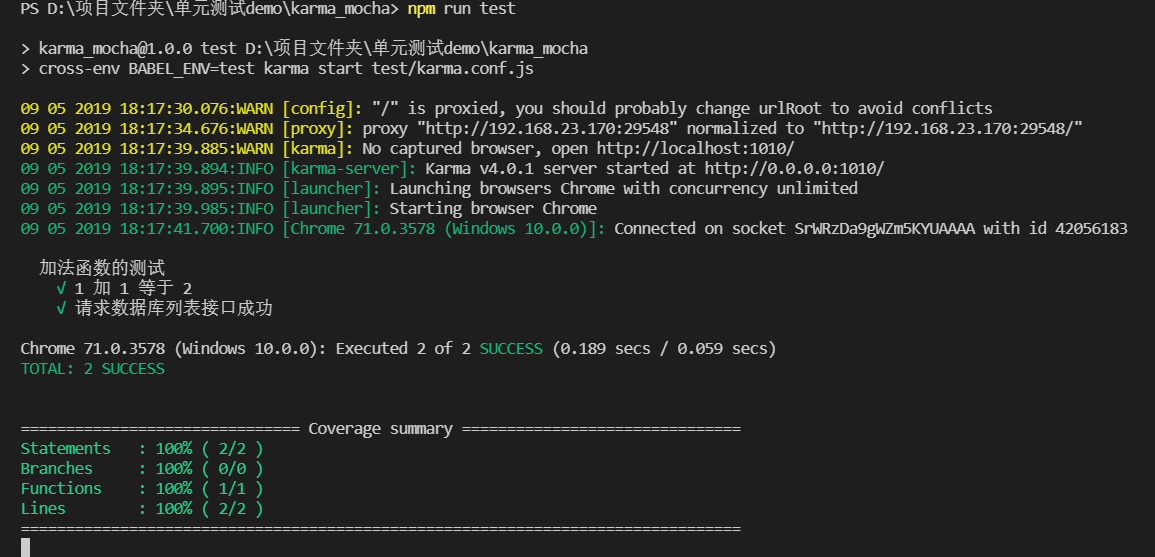 PS D:\项目文件夹\单元测试demo\karma_mocha> npm run test
> karma_mocha@1.0.0 test D:\项目文件夹\单元测试demo\karma_mocha
> cross-env BABEL_ENV=test karma start test/karma.conf.js
09 05 2019 18:17:30.076:WARN [config]: "/" is proxied, you should probably change urlRoot to avoid conflicts
09 05 2019 18:17:34.676:WARN [proxy]: proxy "http://192.168.23.170:29548" normalized to "http://192.168.23.170:29548/"
09 05 2019 18:17:39.885:WARN [karma]: No captured browser, open http://localhost:1010/
09 05 2019 18:17:39.894:INFO [karma-server]: Karma v4.0.1 server started at http://0.0.0.0:1010/
09 05 2019 18:17:39.895:INFO [launcher]: Launching browsers Chrome with concurrency unlimited
09 05 2019 18:17:39.985:INFO [launcher]: Starting browser Chrome
09 05 2019 18:17:41.700:INFO [Chrome 71.0.3578 (Windows 10.0.0)]: Connected on socket SrWRzDa9gWZm5KYUAAAA with id 42056183
加法函数的测试
√ 1 加 1 等于 2
√ 请求数据库列表接口成功
Chrome 71.0.3578 (Windows 10.0.0): Executed 2 of 2 SUCCESS (0.189 secs / 0.059 secs)
TOTAL: 2 SUCCESS
=============================== Coverage summary ===============================
Statements   : 100% ( 2/2 )
Branches     : 100% ( 0/0 )
Functions    : 100% ( 1/1 )
Lines        : 100% ( 2/2 )
================================================================================